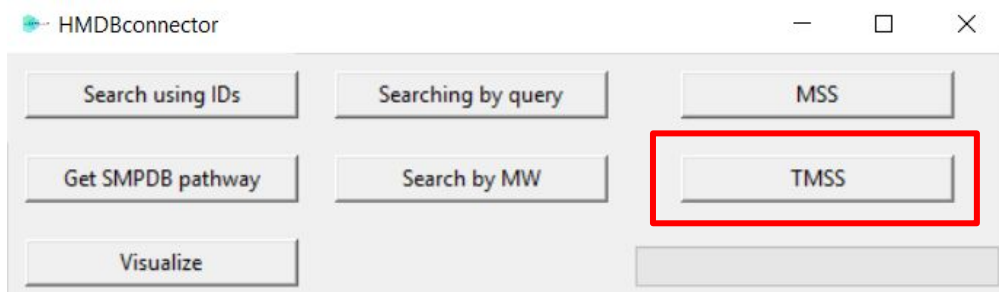 HMDBconnector
Search using IDs
Searching by query
MSS
Get SMPDB pathway
Search by MW
TMSS
Visualize